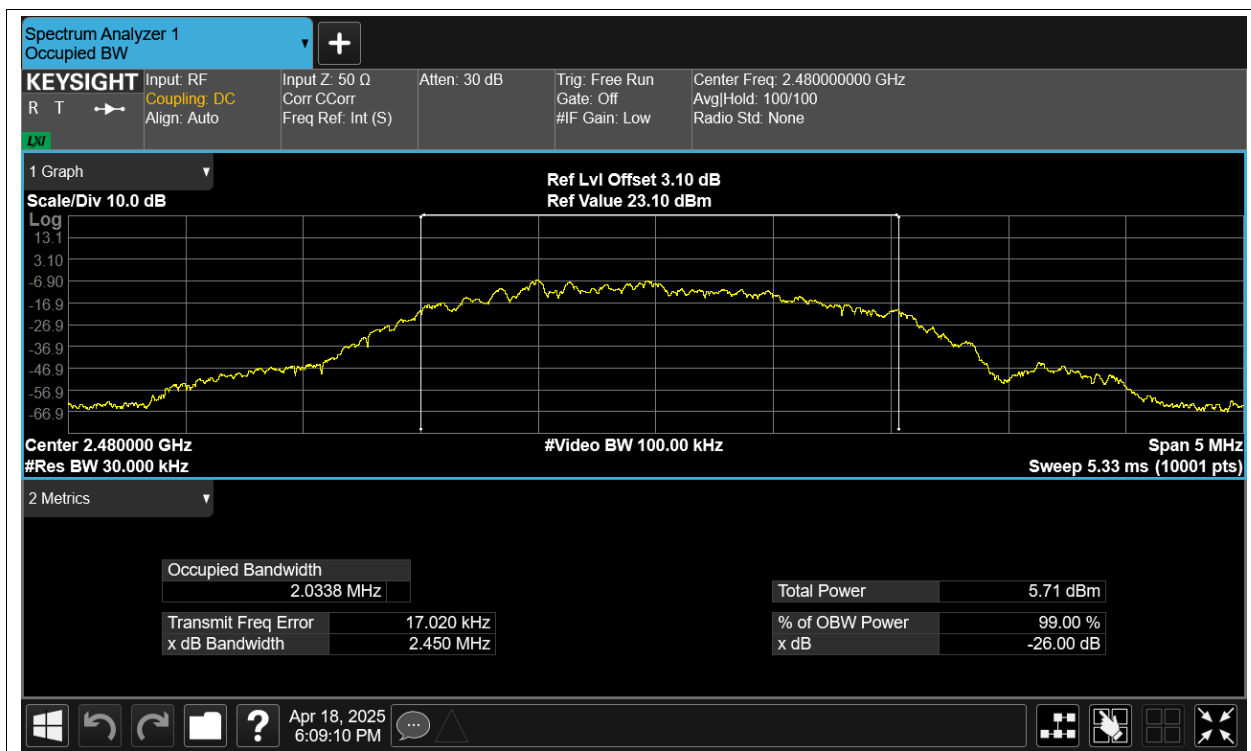 Spectrum Analyzer 1
Occupied BW
KEYSIGHT
R T
LXI
Input: RF
Coupling: DC
Align: Auto
Input Z: 50 Ω
Corr CCorr
Freq Ref: Int (S)
Atten: 30 dB
Trig: Free Run
Gate: Off
#IF Gain: Low
Center Freq: 2.480000000 GHz
Avg|Hold: 100/100
Radio Std: None
1 Graph
Scale/Div 10.0 dB
Ref Lvl Offset 3.10 dB
Ref Value 23.10 dBm
Log
13.1
3.10
-6.90
-16.9
-26.9
-36.9
-46.9
-56.9
-66.9
Center 2.480000 GHz
#Video BW 100.00 kHz
Span 5 MHz
#Res BW 30.000 kHz
Sweep 5.33 ms (10001 pts)
2 Metrics
Occupied Bandwidth
2.0338 MHz
Total Power 5.71 dBm
Transmit Freq Error 17.020 kHz
% of OBW Power 99.00 %
x dB Bandwidth 2.450 MHz
x dB -26.00 dB
?
Apr 18, 2025
6:09:10 PM